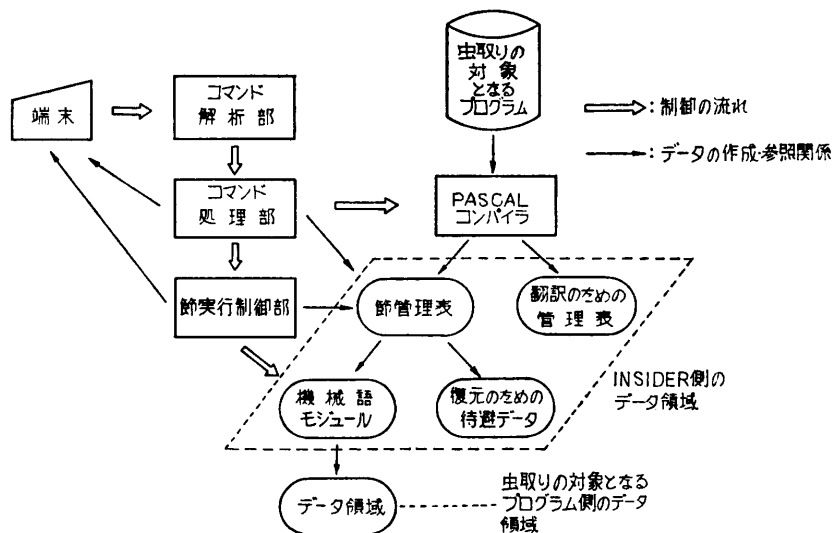 虫取りの
対象
となる
プログラム
端末
コマンド
解析部
⇒：制御の流れ
→：データの作成・参照関係
コマンド
処理部
PASCAL
コンパイラ
節実行制御部
節管理表
翻訳のための
管理表
機械語
モジュール
復元のための
待避データ
INSIDER側の
データ領域
データ領域
虫取りの対象となる
プログラム側のデータ
領域